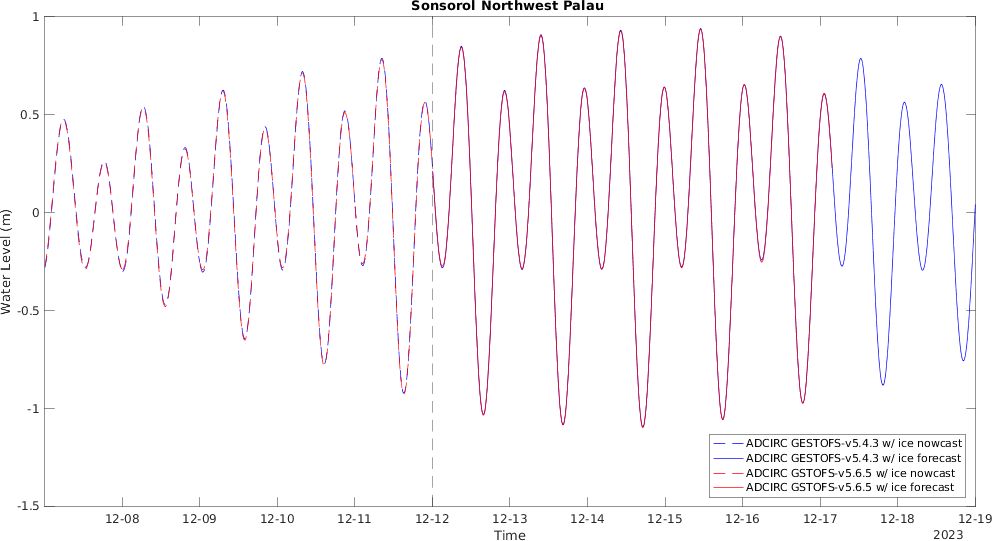 Sonsorol Northwest Palau
1
0.5
0
-0.5
-1
-1.5
Water Level (m)
ADCIRC GESTOFS-v5.4.3 w/ ice nowcast
ADCIRC GESTOFS-v5.4.3 w/ ice forecast
ADCIRC GSTOFS-v5.6.5 w/ ice nowcast
ADCIRC GSTOFS-v5.6.5 w/ ice forecast
12-08 12-09 12-10 12-11 12-12 12-13 12-14 12-15 12-16 12-17 12-18 12-19
Time
2023